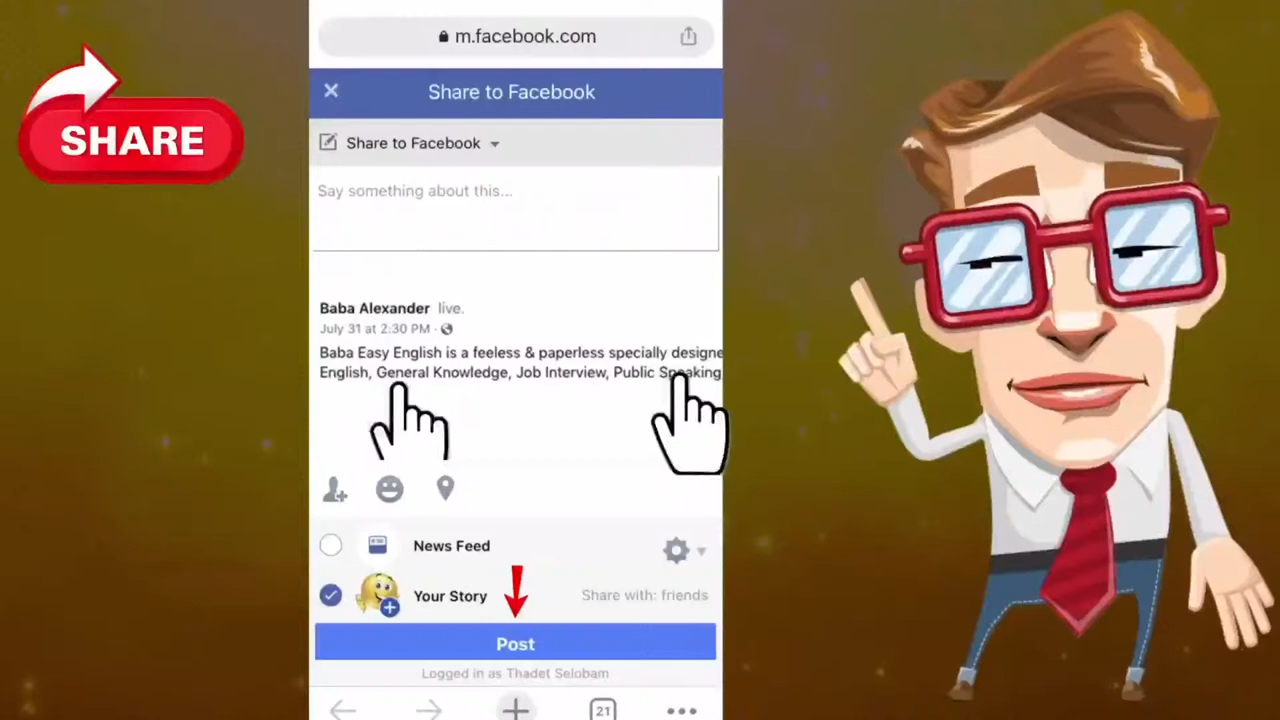 m.facebook.com
Share to Facebook
SHARE
Share to Facebook
Say something about this...
Baba Alexander live.
July 31 at 2:30 PM ·
Baba Easy English is a feeless & paperless specially designe
English, General Knowledge, Job Interview, Public Speaking
News Feed
Your Story Share with: friends
Post
Logged in as Thadet Selobam
21